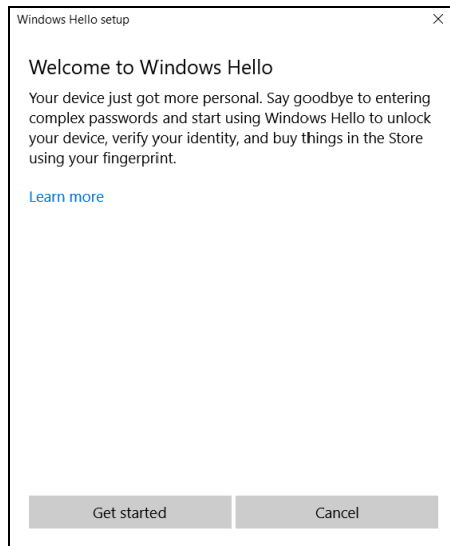 Windows Hello setup
Welcome to Windows Hello
Your device just got more personal. Say goodbye to entering
complex passwords and start using Windows Hello to unlock
your device, verify your identity, and buy things in the Store
using your fingerprint.
Learn more
Get started
Cancel